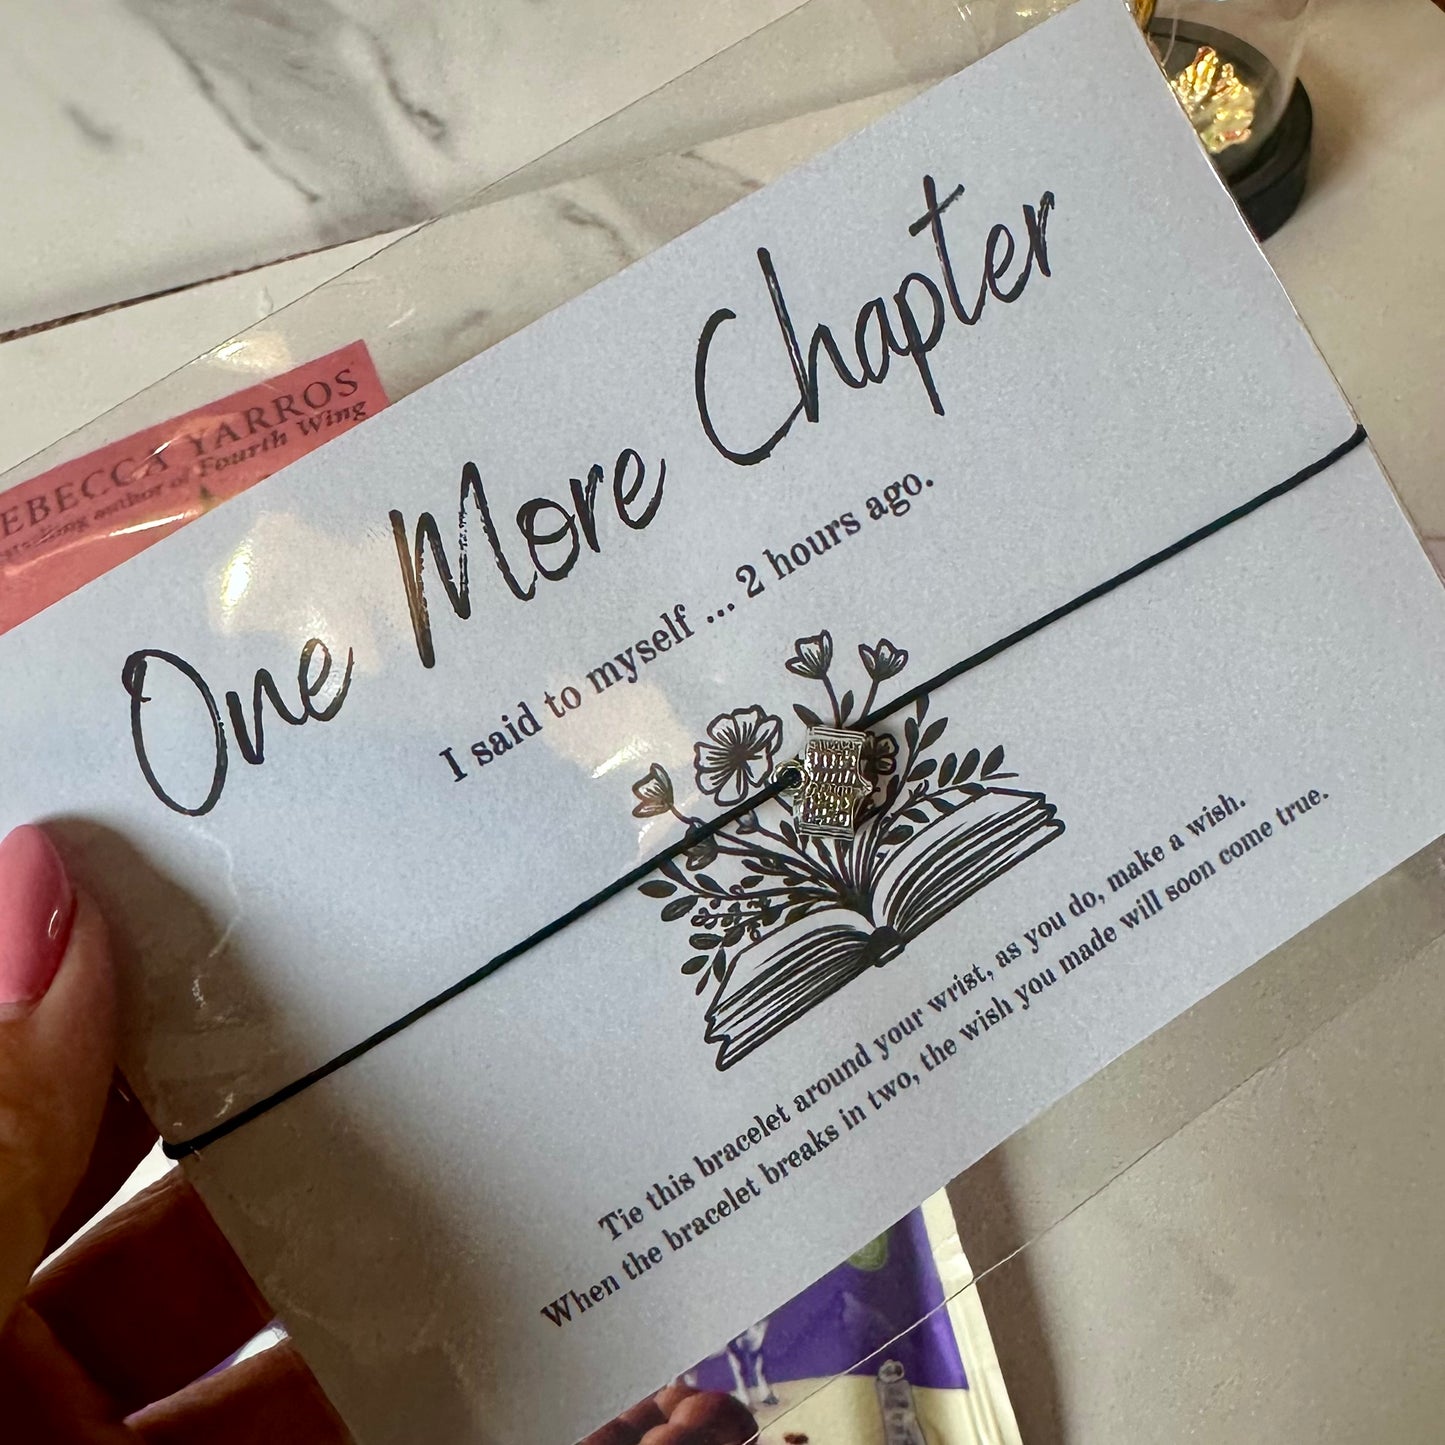 One More Chapter
I said to myself ... 2 hours ago.
Tie this bracelet around your wrist, as you do, make a wish.
When the bracelet breaks in two, the wish you made will soon come true.
YARROS
author of Fourth Wing